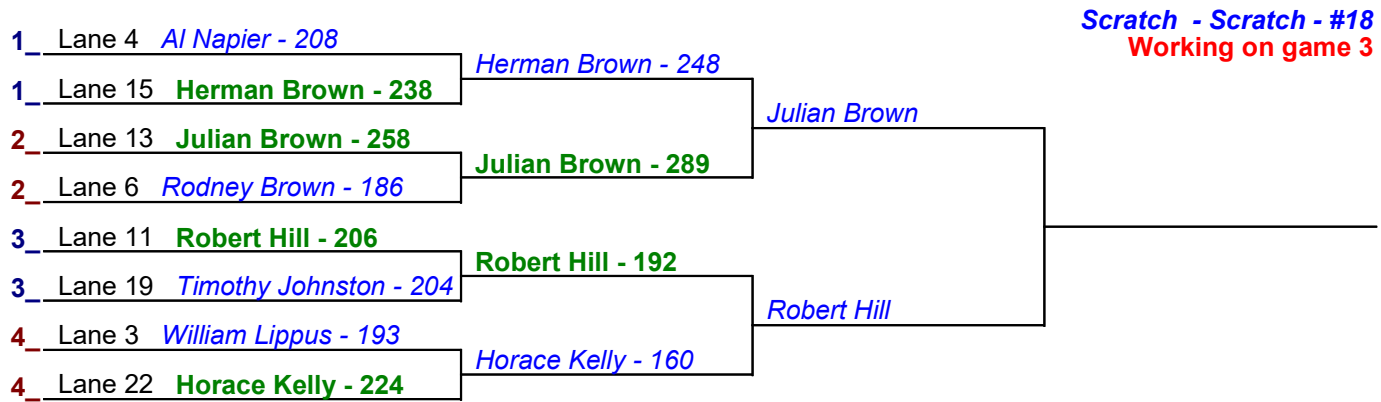 Scratch - Scratch - #18
Working on game 3
1_ Lane 4 Al Napier - 208
Herman Brown - 248
1_ Lane 15 Herman Brown - 238
Julian Brown
2_ Lane 13 Julian Brown - 258
Julian Brown - 289
2_ Lane 6 Rodney Brown - 186
3_ Lane 11 Robert Hill - 206
Robert Hill - 192
3_ Lane 19 Timothy Johnston - 204
Robert Hill
4_ Lane 3 William Lippus - 193
Horace Kelly - 160
4_ Lane 22 Horace Kelly - 224